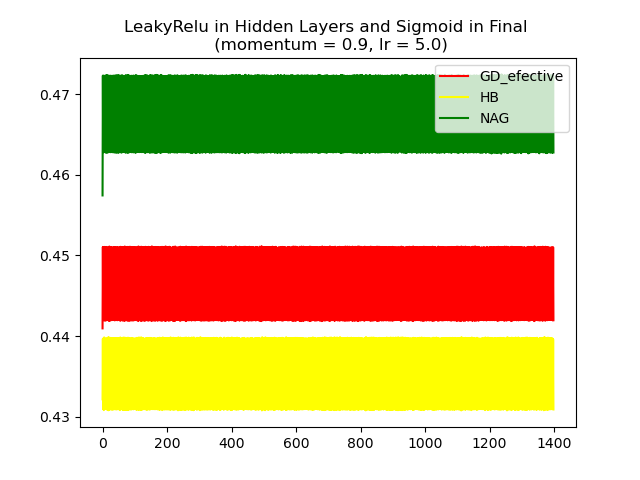 LeakyRelu in Hidden Layers and Sigmoid in Final
(momentum = 0.9, lr = 5.0)
GD_efective
HB
NAG
0.47
0.46
0.45
0.44
0.43
0 200 400 600 800 1000 1200 1400